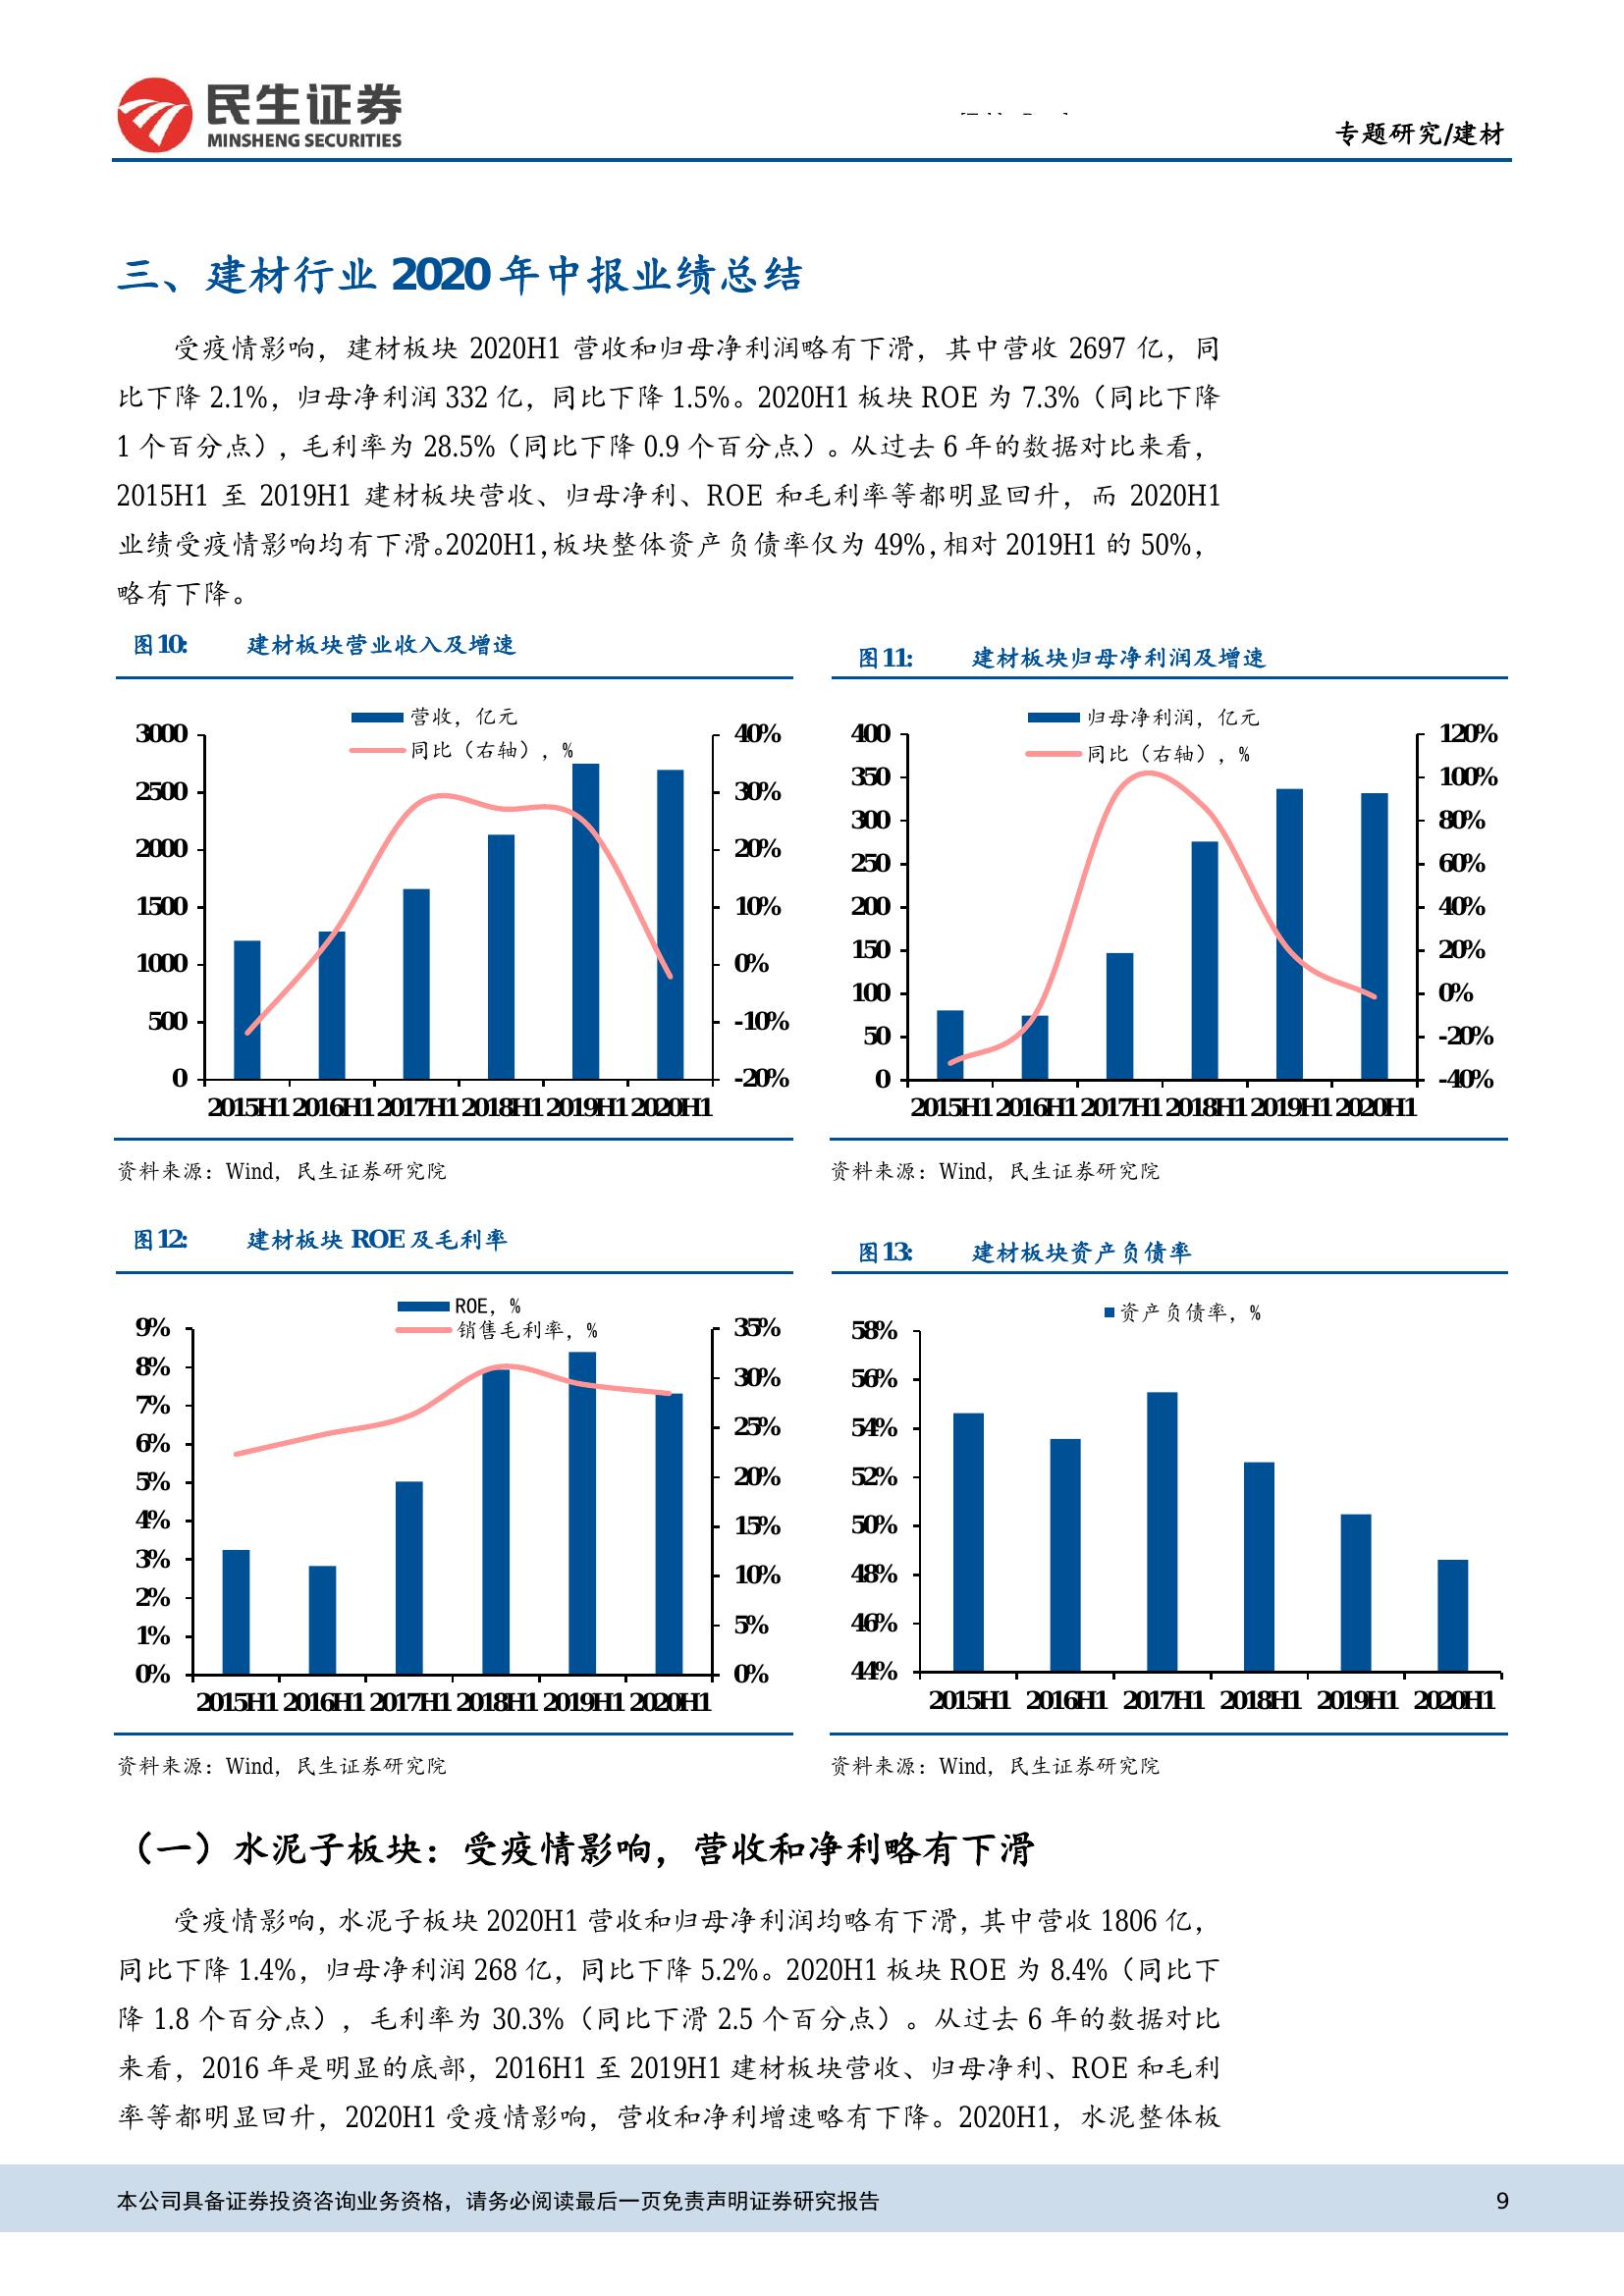 民生证券
MINSHENG SECURITIES
专题研究/建材
三、建材行业 2020 年中报业绩总结
受疫情影响，建材板块 2020H1 营收和归母净利润略有下滑，其中营收 2697 亿，同
比下降 2.1%，归母净利润 332 亿，同比下降 1.5%。2020H1 板块 ROE 为 7.3%（同比下降
1 个百分点），毛利率为 28.5%（同比下降 0.9 个百分点）。从过去 6 年的数据对比来看，
2015H1 至 2019H1 建材板块营收、归母净利、ROE 和毛利率等都明显回升，而 2020H1
业绩受疫情影响均有下滑。2020H1，板块整体资产负债率仅为 49%，相对 2019H1 的 50%，
略有下降。
图10: 建材板块营业收入及增速
营收，亿元
同比（右轴），%
3000
2500
2000
1500
1000
500
0
40%
30%
20%
10%
0%
-10%
-20%
2015H1 2016H1 2017H1 2018H1 2019H1 2020H1
资料来源：Wind，民生证券研究院
图11: 建材板块归母净利润及增速
归母净利润，亿元
同比（右轴），%
400
350
300
250
200
150
100
50
0
120%
100%
80%
60%
40%
20%
0%
-20%
-40%
2015H1 2016H1 2017H1 2018H1 2019H1 2020H1
资料来源：Wind，民生证券研究院
图12: 建材板块 ROE 及毛利率
ROE，%
销售毛利率，%
9%
8%
7%
6%
5%
4%
3%
2%
1%
0%
35%
30%
25%
20%
15%
10%
5%
0%
2015H1 2016H1 2017H1 2018H1 2019H1 2020H1
资料来源：Wind，民生证券研究院
图13: 建材板块资产负债率
资产负债率，%
58%
56%
54%
52%
50%
48%
46%
44%
2015H1 2016H1 2017H1 2018H1 2019H1 2020H1
资料来源：Wind，民生证券研究院
（一）水泥子板块：受疫情影响，营收和净利略有下滑
受疫情影响，水泥子板块 2020H1 营收和归母净利润均略有下滑，其中营收 1806 亿，
同比下降 1.4%，归母净利润 268 亿，同比下降 5.2%。2020H1 板块 ROE 为 8.4%（同比下
降 1.8 个百分点），毛利率为 30.3%（同比下滑 2.5 个百分点）。从过去 6 年的数据对比
来看，2016 年是明显的底部，2016H1 至 2019H1 建材板块营收、归母净利、ROE 和毛利
率等都明显回升，2020H1 受疫情影响，营收和净利增速略有下降。2020H1，水泥整体板
本公司具备证券投资咨询业务资格，请务必阅读最后一页免责声明证券研究报告
9